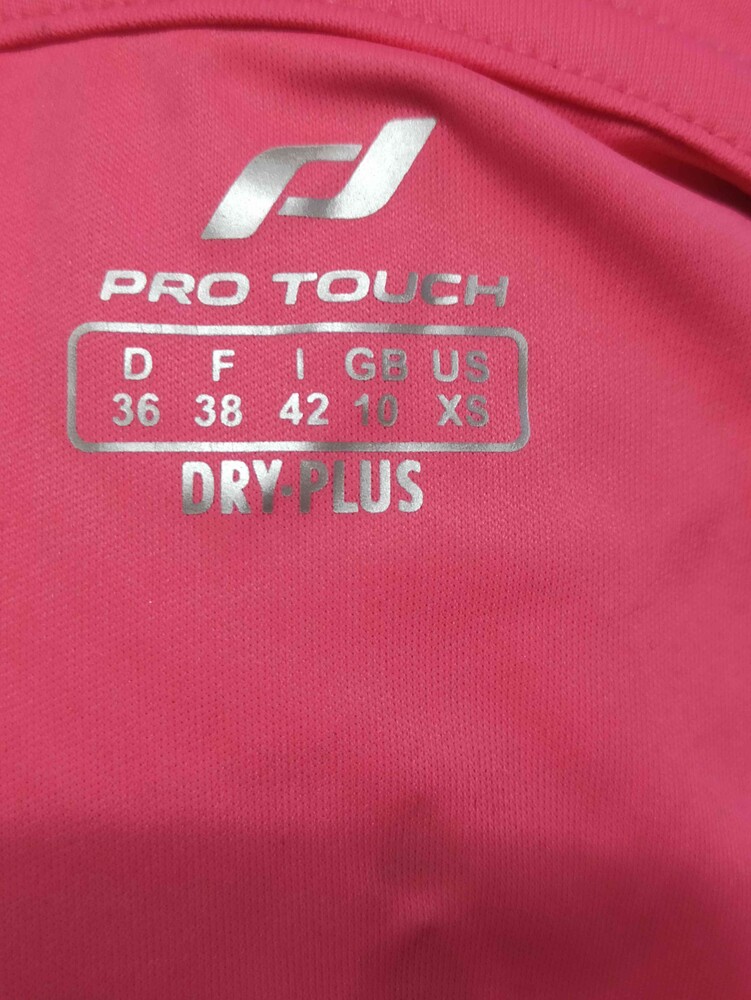 PRO TOUCH
D F I GB US
36 38 42 10 XS
DRY·PLUS